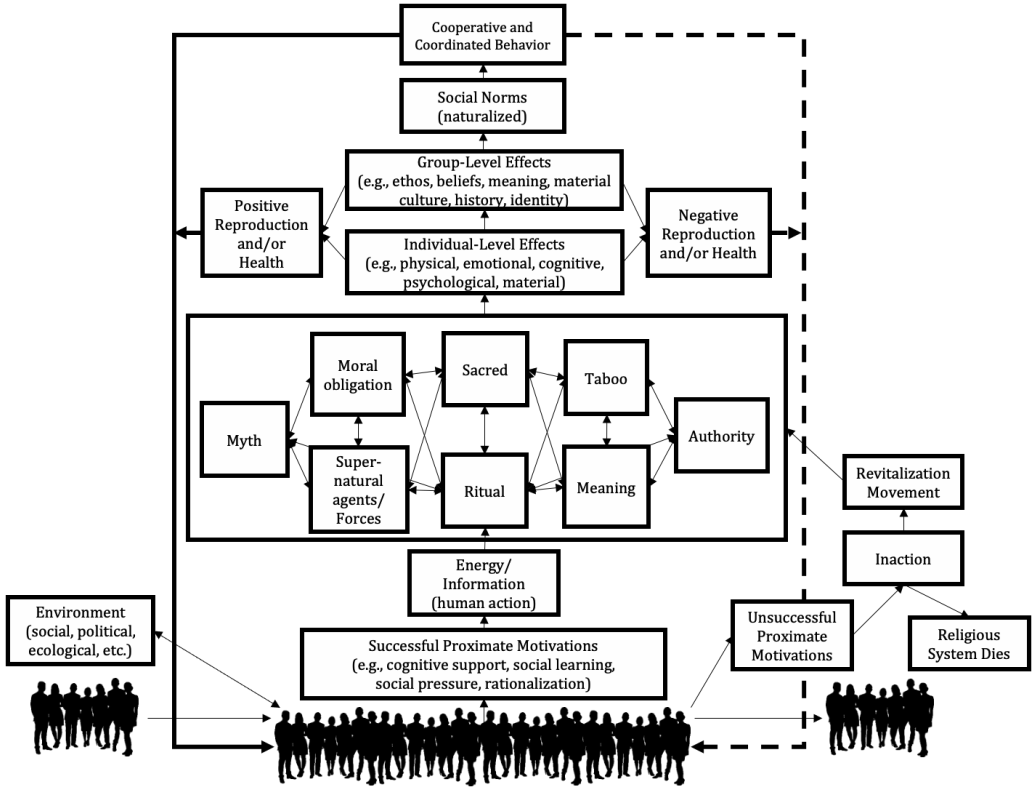 Cooperative and
Coordinated Behavior
Social Norms
(naturalized)
Group-Level Effects
(e.g., ethos, beliefs, meaning, material
culture, history, identity)
Positive
Reproduction
and/or
Health
Negative
Reproduction
and/or Health
Individual-Level Effects
(e.g., physical, emotional, cognitive,
psychological, material)
Moral
obligation
Sacred
Taboo
Myth
Authority
Super-
natural
agents/
Forces
Ritual
Meaning
Revitalization
Movement
Inaction
Energy/
Information
(human action)
Environment
(social, political,
ecological, etc.)
Successful Proximate Motivations
(e.g., cognitive support, social learning,
social pressure, rationalization)
Unsuccessful
Proximate
Motivations
Religious
System Dies